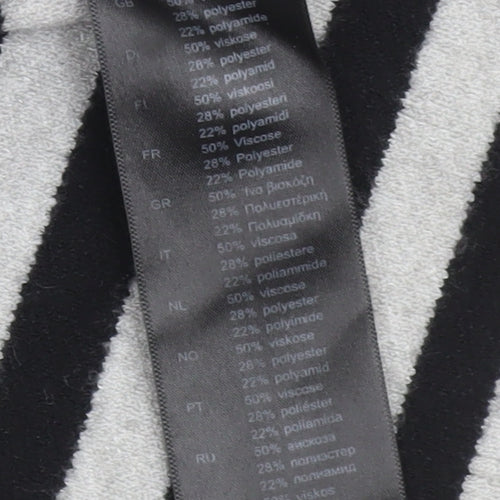 GB
28% polyester
22% polyamide
50% viskose
28% polyester
22% polyamid
FI 50% viskoosi
28% polyesteri
22% polyamidi
FR 50% Viscose
28% Polyester
22% Polyamide
GR 50% Ίνα βισκόζη
28% Πολυεστερική
22% Πολυαμιδική
IT 50% viscosa
28% poliestere
22% poliammide
NL 50% viscose
28% polyester
22% polyimide
NO 50% viskose
28% polyester
22% polyamid
PT 50% viscose
28% poliéster
22% poliamida
RU 50% вискоза
28% полиэстер
22% полиамид
50% viscos